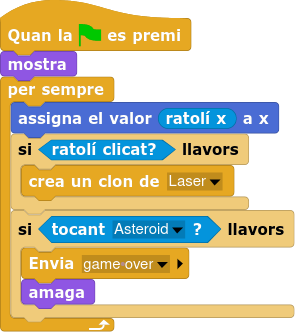 Quan la es premi
mostra
per sempre
assigna el valor ratolí x a x
si ratolí clicat? llavors
crea un clon de Laser
si tocant Asteroid ? llavors
Envia game over
amaga